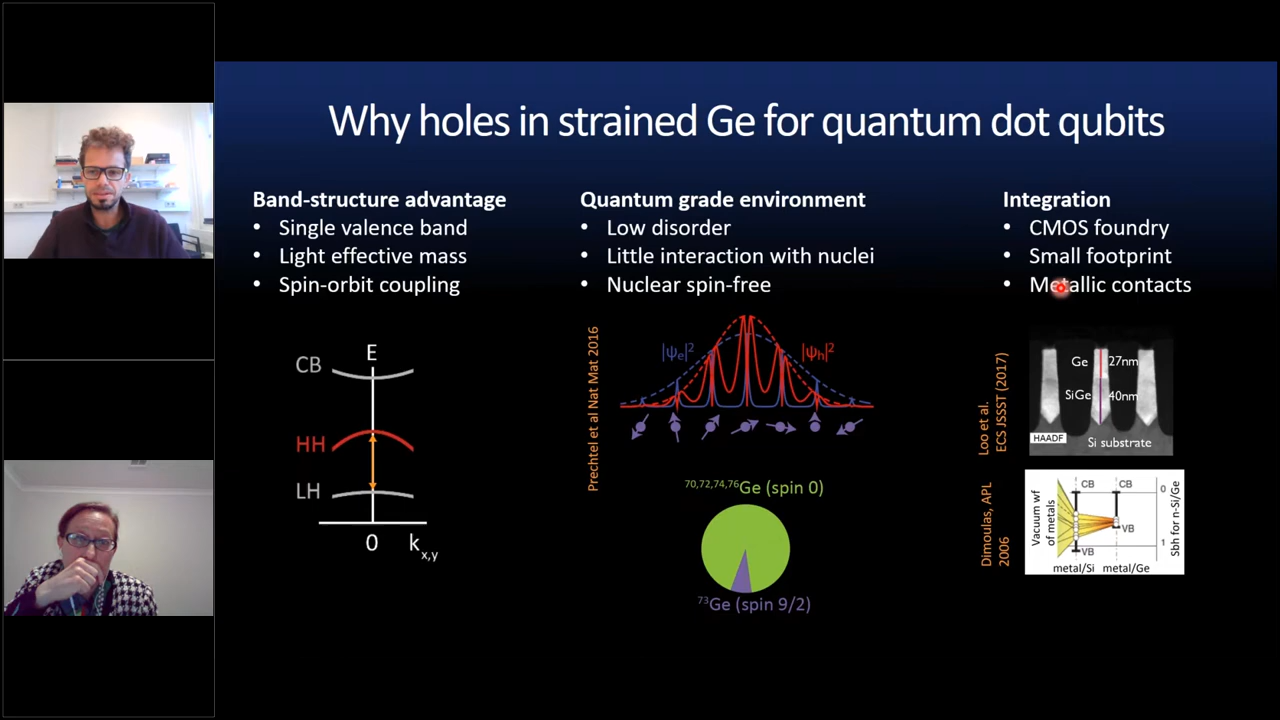 Why holes in strained Ge for quantum dot qubits
Band-structure advantage
• Single valence band
• Light effective mass
• Spin-orbit coupling
CB
E
HH
LH
0
kx,y
Quantum grade environment
• Low disorder
• Little interaction with nuclei
• Nuclear spin-free
Prechtel et al Nat Mat 2016
|ψe|²
|ψh|²
70,72,74,76Ge (spin 0)
73Ge (spin 9/2)
Integration
• CMOS foundry
• Small footprint
• Metallic contacts
Loo et al.
ECS JSSST (2017)
Ge
27nm
SiGe
40nm
HAADF
Si substrate
Dimoulas, APL
2006
Vacuum wf
of metals
CB
CB
0
VB
VB
1
Sbh for n-Si/Ge
metal/Si
metal/Ge